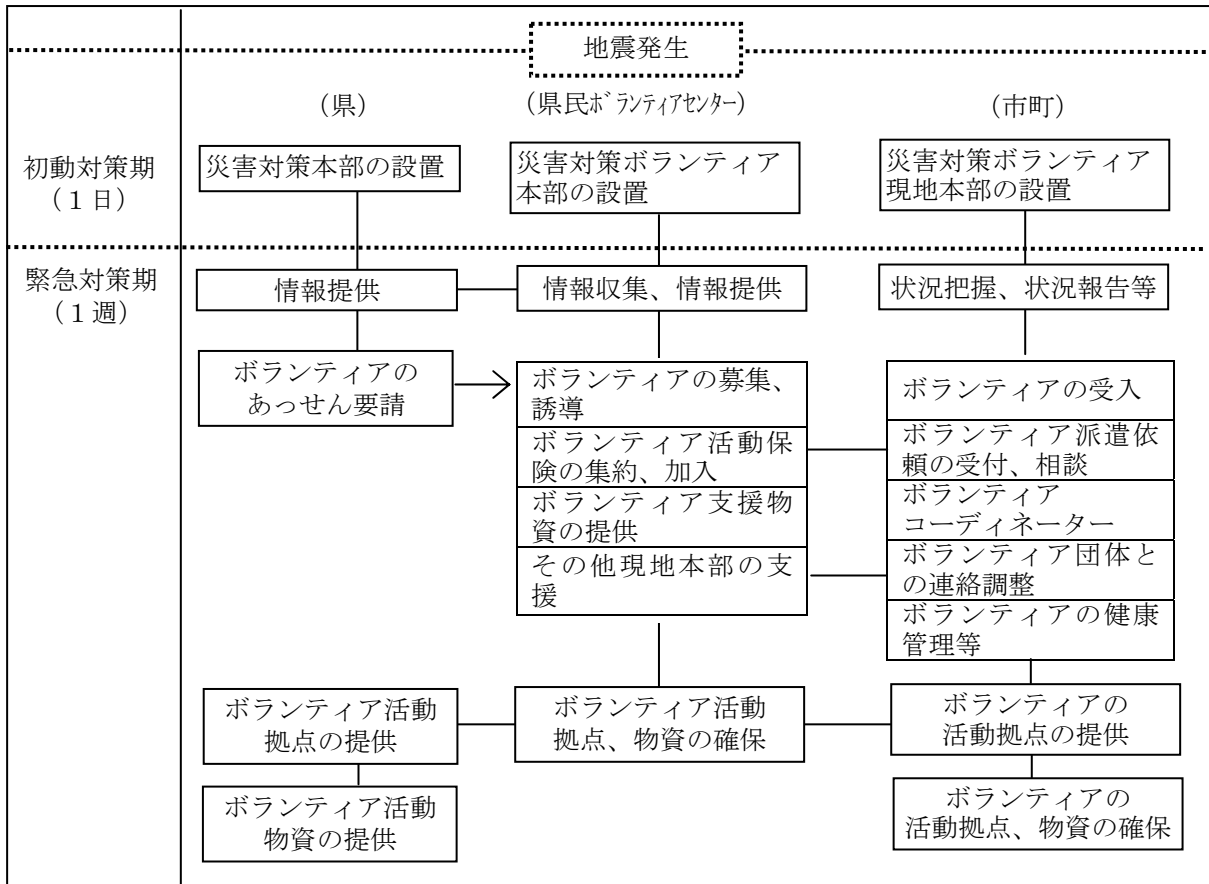 地震発生
（県）
（県民ﾎﾞﾗﾝﾃｨｱｾﾝﾀｰ）
（市町）
初動対策期
（１日）
災害対策本部の設置
災害対策ボランティア
本部の設置
災害対策ボランティア
現地本部の設置
緊急対策期
（１週）
情報提供
情報収集、情報提供
状況把握、状況報告等
ボランティアの
あっせん要請
ボランティアの募集、
誘導
ボランティア活動保
険の集約、加入
ボランティア支援物
資の提供
その他現地本部の支
援
ボランティアの受入
ボランティア派遣依
頼の受付、相談
ボランティア
コーディネーター
ボランティア団体と
の連絡調整
ボランティアの健康
管理等
ボランティア活動
拠点の提供
ボランティア活動
拠点、物資の確保
ボランティアの
活動拠点の提供
ボランティア活動
物資の提供
ボランティアの
活動拠点、物資の確保